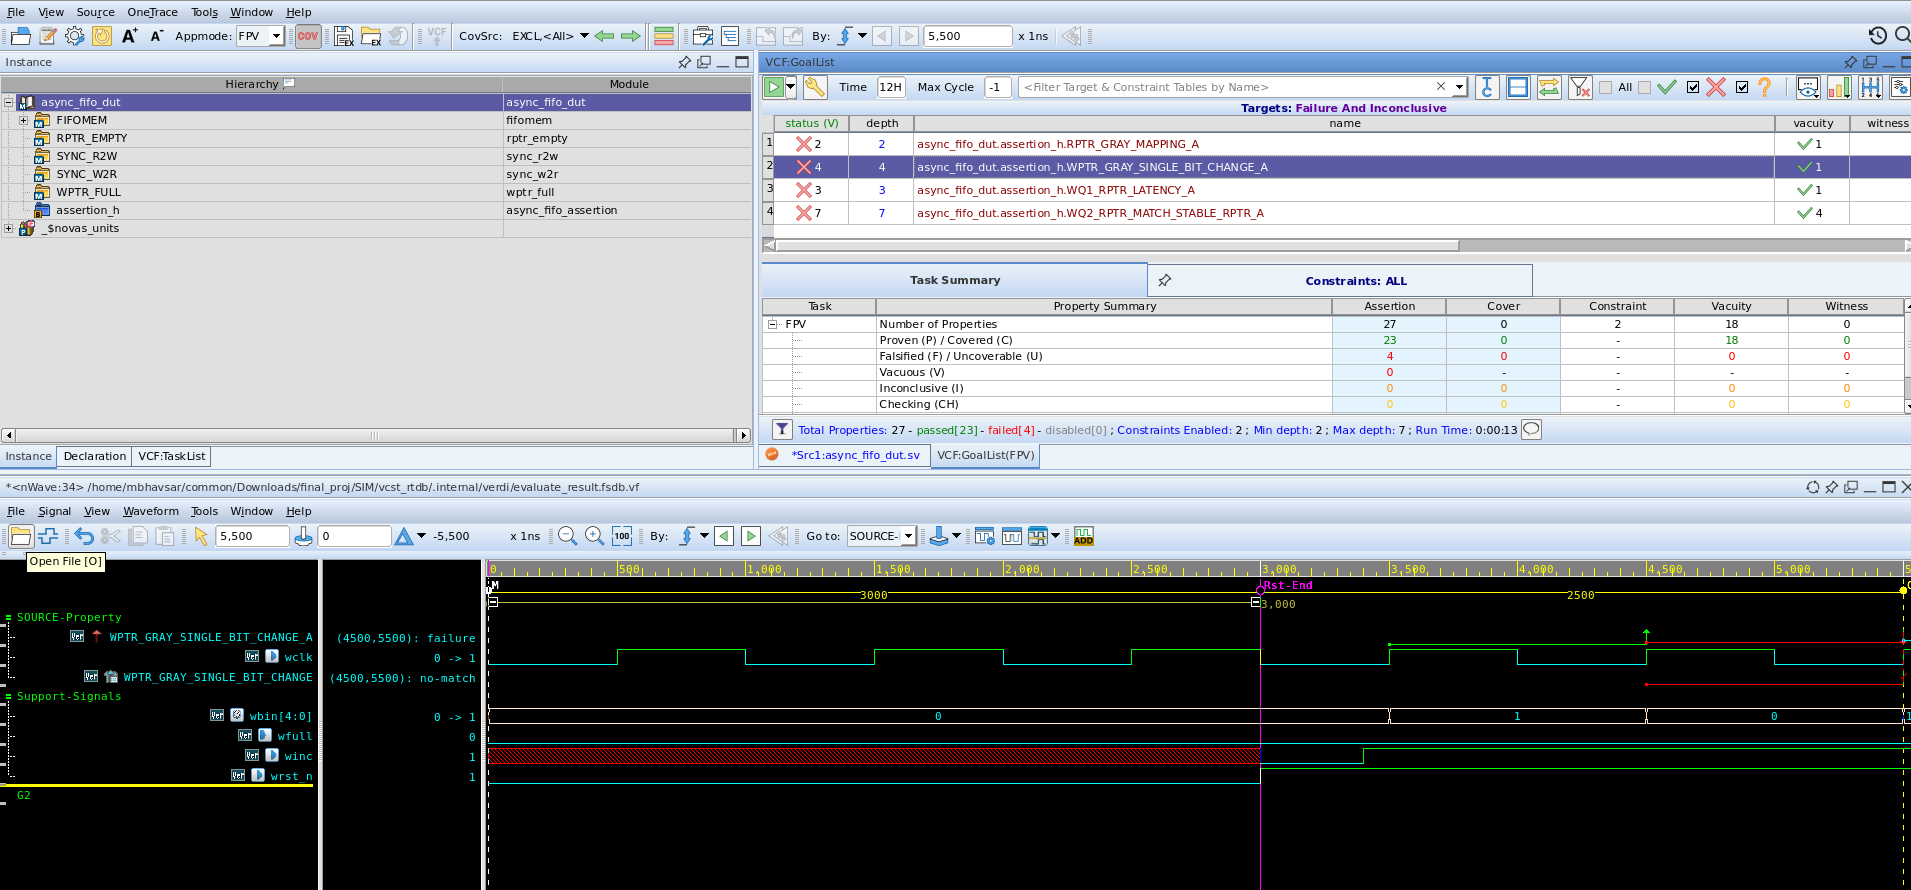 File View Source OneTrace Tools Window Help
A+ A- Appmode: FPV COV VCF CovSrc: EXCL,<All> By: 5,500 x 1ns
Instance
Hierarchy Module
async_fifo_dut async_fifo_dut
FIFOMEM fifomem
RPTR_EMPTY rptr_empty
SYNC_R2W sync_r2w
SYNC_W2R sync_w2r
WPTR_FULL wptr_full
assertion_h async_fifo_assertion
_$novas_units
Instance Declaration VCF:TaskList
VCF:GoalList
Time 12H Max Cycle -1 <Filter Target & Constraint Tables by Name> All
Targets: Failure And Inconclusive
status (V) depth name vacuity witness
1 2 2 async_fifo_dut.assertion_h.RPTR_GRAY_MAPPING_A 1
2 4 4 async_fifo_dut.assertion_h.WPTR_GRAY_SINGLE_BIT_CHANGE_A 1
3 3 3 async_fifo_dut.assertion_h.WQ1_RPTR_LATENCY_A 1
4 7 7 async_fifo_dut.assertion_h.WQ2_RPTR_MATCH_STABLE_RPTR_A 4
Task Summary Constraints: ALL
Task Property Summary Assertion Cover Constraint Vacuity Witness
FPV Number of Properties 27 0 2 18 0
Proven (P) / Covered (C) 23 0 - 18 0
Falsified (F) / Uncoverable (U) 4 0 - 0 0
Vacuous (V) 0 - - - -
Inconclusive (I) 0 0 - 0 0
Checking (CH) 0 0 - 0 0
Total Properties: 27 - passed[23] - failed[4] - disabled[0] ; Constraints Enabled: 2 ; Min depth: 2 ; Max depth: 7 ; Run Time: 0:00:13
*Src1:async_fifo_dut.sv VCF:GoalList(FPV)
*<nWave:34> /home/mbhavsar/common/Downloads/final_proj/SIM/vcst_rtdb/.internal/verdi/evaluate_result.fsdb.vf
File Signal View Waveform Tools Window Help
5,500 0 -5,500 x 1ns 100 By: Go to: SOURCE- ADD
Open File [O]
0 500 1,000 1,500 2,000 2,500 3,000 3,500 4,000 4,500 5,000 5
M Rst-End
3000 2500
3,000
SOURCE-Property
WPTR_GRAY_SINGLE_BIT_CHANGE_A (4500,5500): failure
wclk 0 -> 1
WPTR_GRAY_SINGLE_BIT_CHANGE (4500,5500): no-match
Support-Signals
wbin[4:0] 0 -> 1 0 1 0 1
wfull 0
winc 1
wrst_n 1
G2